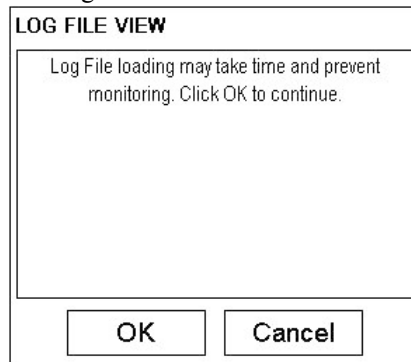 LOG FILE VIEW
Log File loading may take time and prevent
monitoring. Click OK to continue.
OK Cancel